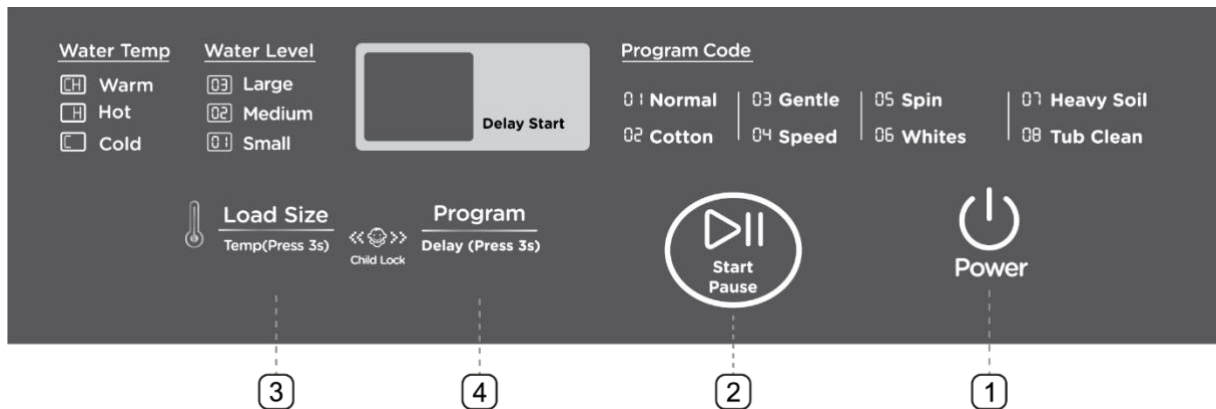 Water Temp
CH Warm
H Hot
C Cold
Water Level
03 Large
02 Medium
01 Small
Delay Start
Program Code
01 Normal
02 Cotton
03 Gentle
04 Speed
05 Spin
06 Whites
07 Heavy Soil
08 Tub Clean
Load Size
Temp(Press 3s)
Child Lock
Program
Delay (Press 3s)
Start
Pause
Power
3
4
2
1